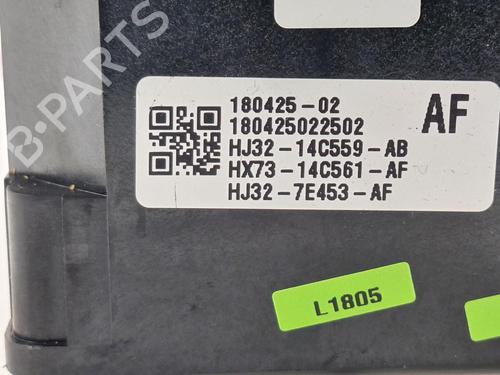 180425-02 AF
180425022502
HJ32-14C559-AB
HX73-14C561-AF
HJ32-7E453-AF
L1805
B-PARTS